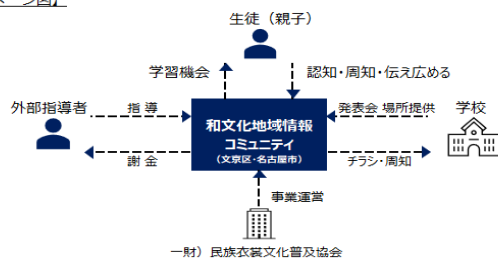 生徒（親子）
学習機会
認知・周知・伝え広める
外部指導者
指導
発表会 場所提供
学校
和文化地域情報
コミュニティ
（文京区・名古屋市）
謝金
チラシ・周知
事業運営
一財）民族衣裳文化普及協会